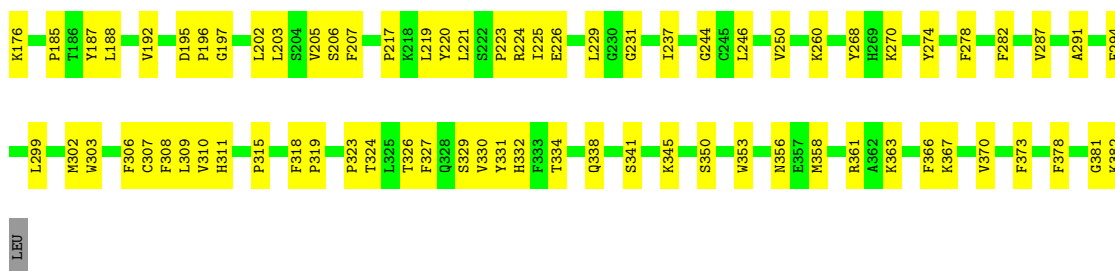 K176 P185 T186 Y187 L188 V192 D195 P196 G197 L202 L203 S204 V205 S206 F207 P217 K218 L219 Y220 L221 S222 P223 R224 I225 E226 L229 G230 G231 I237 G244 C245 L246 V250 K260 Y268 H269 K270 Y274 F278 F282 V287 A291
L299 M302 W303 F306 C307 F308 L309 V310 H311 P315 F318 P319 P323 T324 L325 T326 F327 Q328 S329 V330 Y331 H332 F333 T334 Q338 S341 K345 S350 W353 N356 E357 M358 R361 A362 K363 F366 K367 V370 F373 F378 G381
LEU